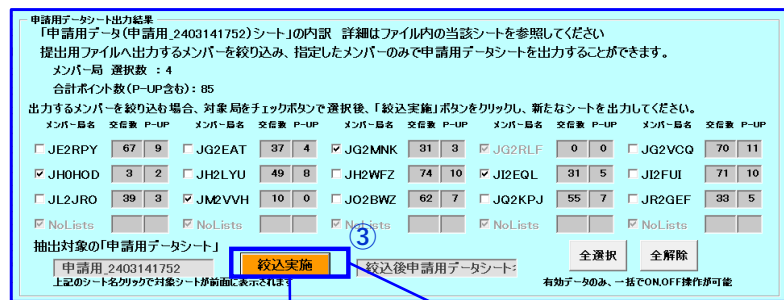 申請用データシート出力結果
「申請用データ(申請用_2403141752)シート」の内訳 詳細はファイル内の当該シートを参照してください
提出用ファイルへ出力するメンバーを絞り込み、指定したメンバーのみで申請用データシートを出力することができます。
メンバー局 選択数 : 4
合計ポイント数(P-UP含む): 85
出力するメンバーを絞り込む場合、対象局をチェックボタンで選択後、「絞込実施」ボタンをクリックし、新たなシートを出力してください。
メンバー局名 交信数 P-UP メンバー局名 交信数 P-UP メンバー局名 交信数 P-UP メンバー局名 交信数 P-UP メンバー局名 交信数 P-UP
JE2RPY 67 9 JG2EAT 37 4 JG2MNK 31 3 JG2RLF 0 0 JG2VCQ 70 11
JH0HOD 3 2 JH2LYU 49 8 JH2WFZ 74 10 JI2EQL 31 5 JI2FUI 71 10
JL2JRO 39 3 JM2VVH 10 0 JO2BWZ 62 7 JQ2KPJ 55 7 JR2GEF 33 5
NoLists NoLists NoLists NoLists NoLists
③
抽出対象の「申請用データシート」
全選択 全解除
申請用_2403141752 絞込実施 絞込後申請用データシート
上記のシート名クリックで対象シートが前面に表示されます 有効データのみ、一括でON,OFF操作が可能